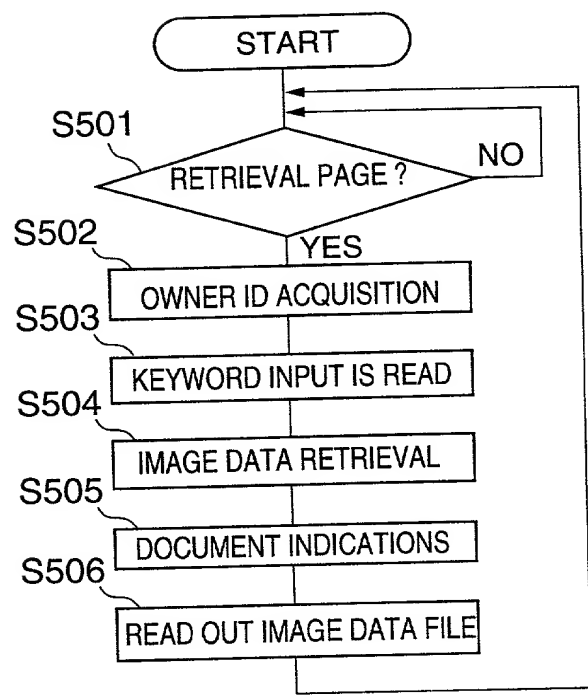 START
S501
RETRIEVAL PAGE ?
NO
YES
S502
OWNER ID ACQUISITION
S503
KEYWORD INPUT IS READ
S504
IMAGE DATA RETRIEVAL
S505
DOCUMENT INDICATIONS
S506
READ OUT IMAGE DATA FILE